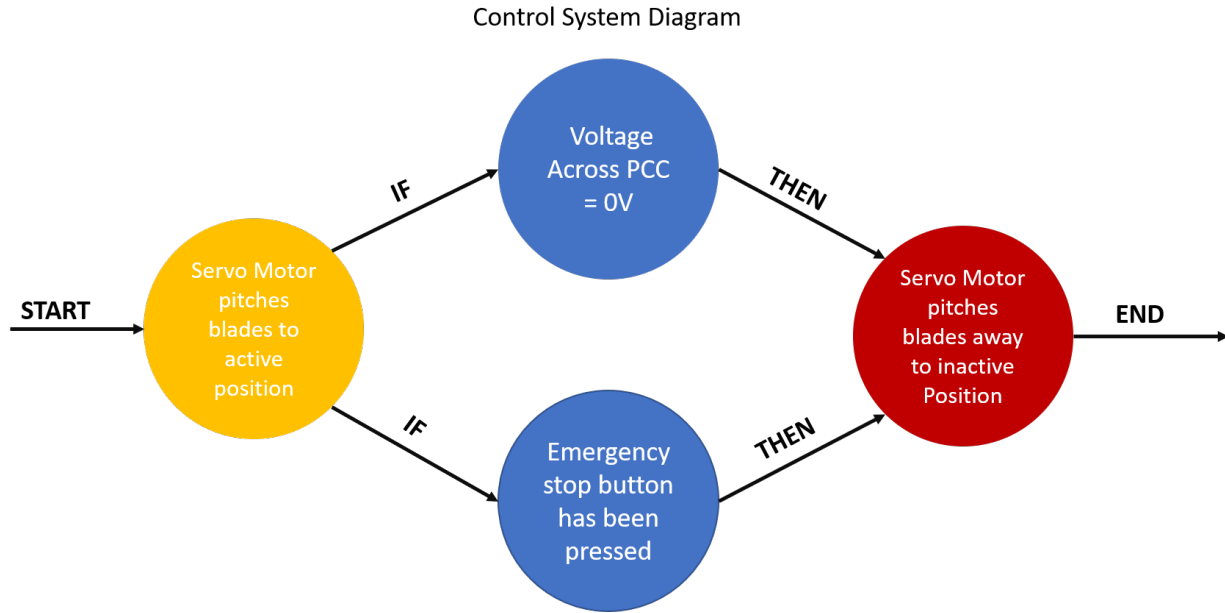 Control System Diagram
START
Servo Motor
pitches
blades to
active
position
IF
Voltage
Across PCC
= 0V
THEN
IF
Emergency
stop button
has been
pressed
THEN
Servo Motor
pitches
blades away
to inactive
Position
END